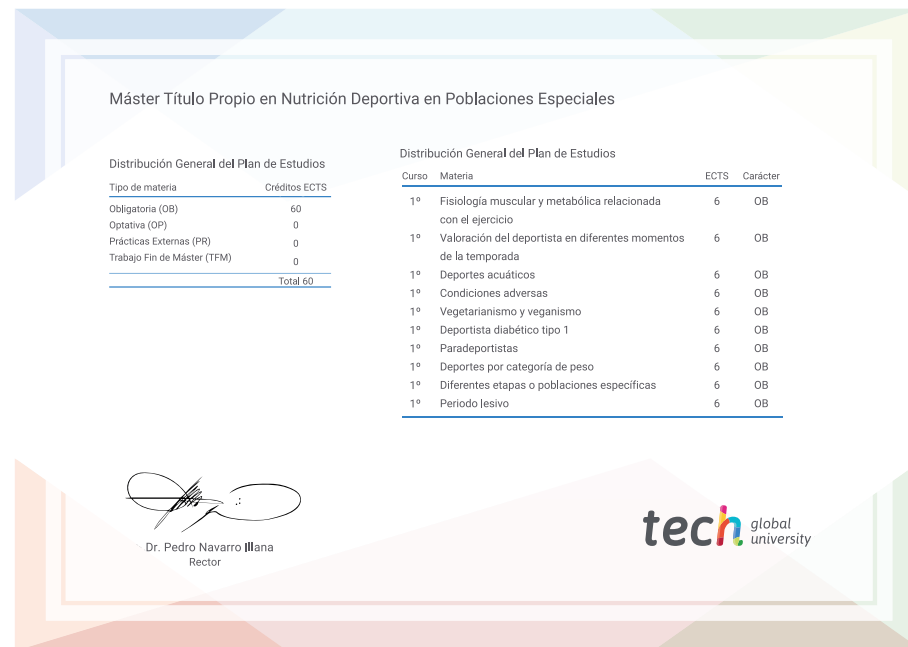 Máster Título Propio en Nutrición Deportiva en Poblaciones Especiales
Distribución General del Plan de Estudios
Tipo de materia Créditos ECTS
Obligatoria (OB) 60
Optativa (OP) 0
Prácticas Externas (PR) 0
Trabajo Fin de Máster (TFM) 0
Total 60
Distribución General del Plan de Estudios
Curso Materia ECTS Carácter
1º Fisiología muscular y metabólica relacionada 6 OB
con el ejercicio
1º Valoración del deportista en diferentes momentos 6 OB
de la temporada
1º Deportes acuáticos 6 OB
1º Condiciones adversas 6 OB
1º Vegetarianismo y veganismo 6 OB
1º Deportista diabético tipo 1 6 OB
1º Paradeportistas 6 OB
1º Deportes por categoría de peso 6 OB
1º Diferentes etapas o poblaciones específicas 6 OB
1º Periodo lesivo 6 OB
Dr. Pedro Navarro Illana
Rector
tech global
university